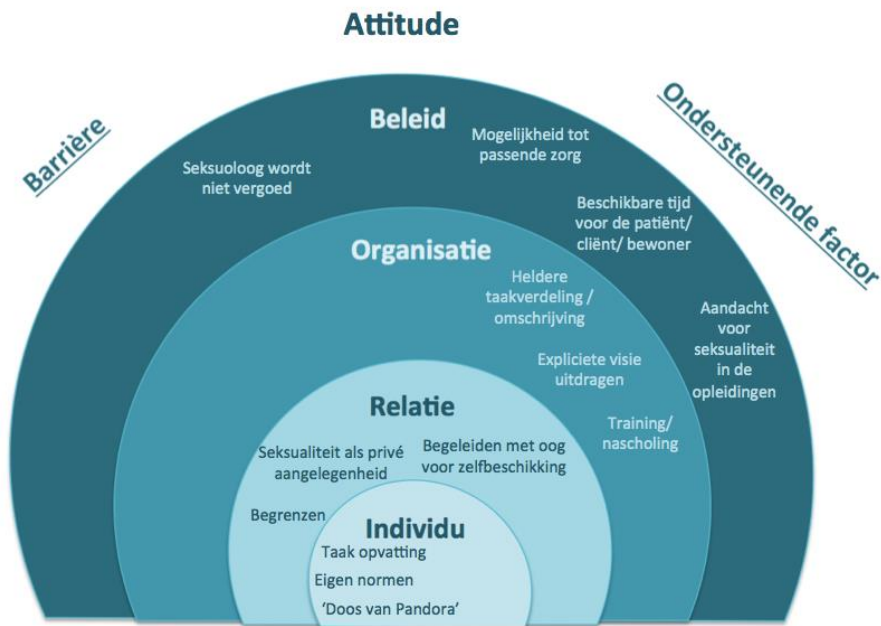 Attitude
Barrière
Ondersteunende factor
Beleid
Seksuoloog wordt
niet vergoed
Mogelijkheid tot
passende zorg
Beschikbare tijd
voor de patiënt/
cliënt/ bewoner
Aandacht
voor
seksualiteit
in de
opleidingen
Organisatie
Heldere
taakverdeling /
omschrijving
Expliciete visie
uitdragen
Training/
nascholing
Relatie
Seksualiteit als privé
aangelegenheid
Begrenzen
Begeleiden met oog
voor zelfbeschikking
Individu
Taak opvatting
Eigen normen
‘Doos van Pandora’